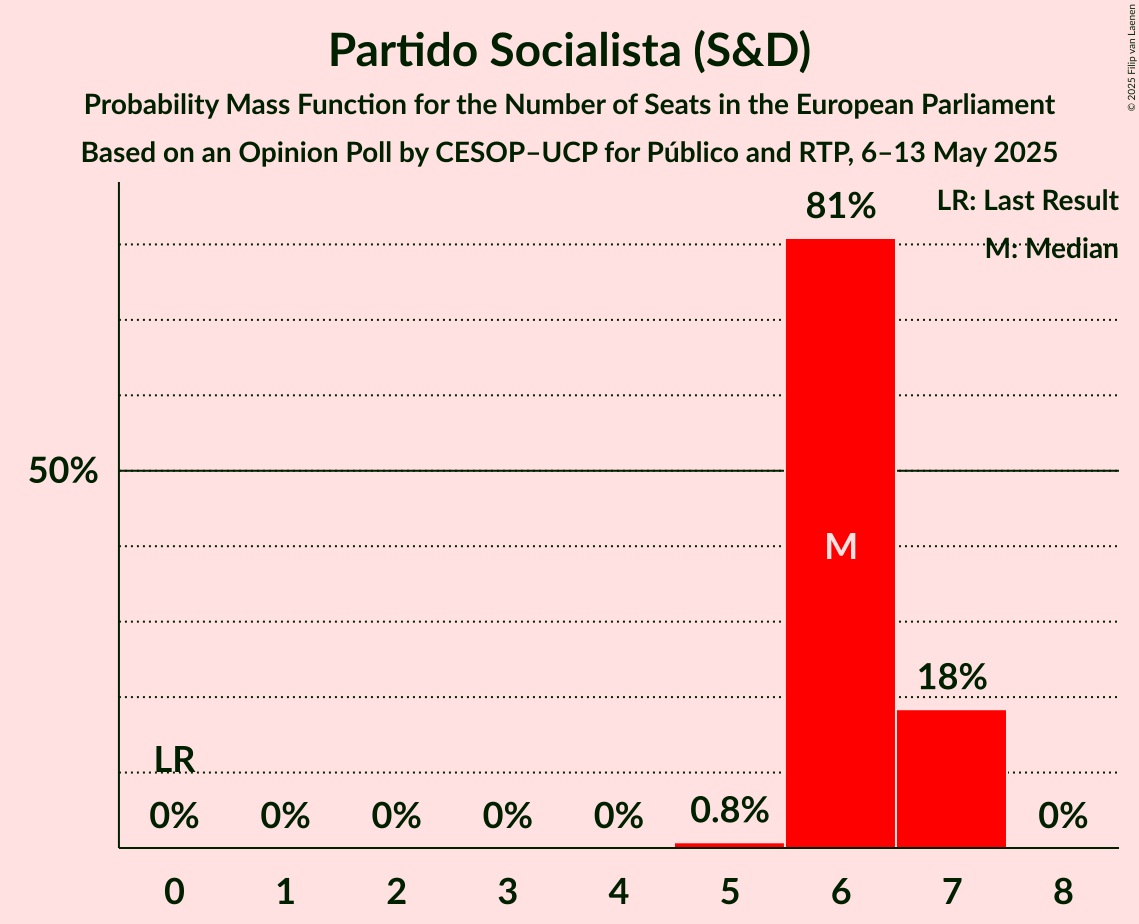 Partido Socialista (S&D)
Probability Mass Function for the Number of Seats in the European Parliament
Based on an Opinion Poll by CESOP–UCP for Público and RTP, 6–13 May 2025
© 2025 Filip van Laenen
LR: Last Result
M: Median
81%
50%
M
18%
LR
0% 0% 0% 0% 0% 0.8% 0%
0 1 2 3 4 5 6 7 8